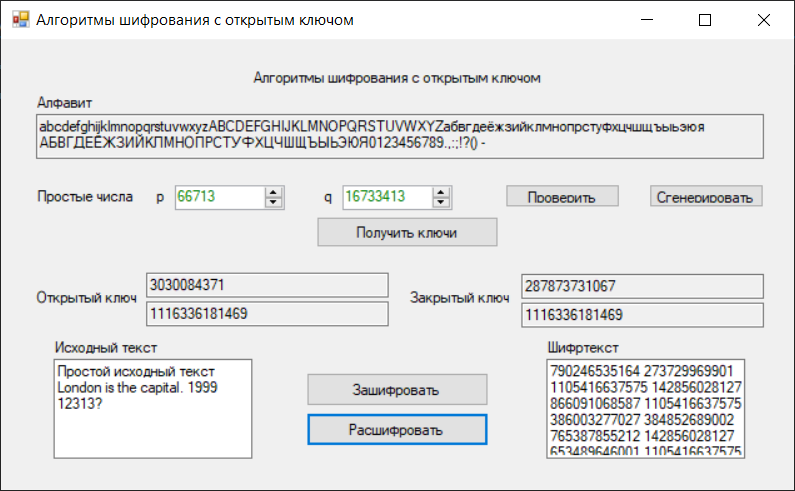 Алгоритмы шифрования с открытым ключом
Алгоритмы шифрования с открытым ключом
Алфавит
abcdefghijklmnopqrstuvwxyzABCDEFGHIJKLMNOPQRSTUVWXYZабвгдеёжзийклмнопрстуфхцчшщъыьэюя
АБВГДЕЁЖЗИЙКЛМНОПРСТУФХЦЧШЩЪЫЬЭЮЯ0123456789.,:;!?() -
Простые числа p 66713 q 16733413 Проверить Сгенерировать
Получить ключи
Открытый ключ 3030084371
1116336181469
Закрытый ключ 287873731067
1116336181469
Исходный текст
Простой исходный текст
London is the capital. 1999
12313?
Зашифровать
Расшифровать
Шифртекст
790246535164 273729969901
1105416637575 142856028127
866091068587 1105416637575
386003277027 384852689002
765387855212 142856028127
653489646001 1105416637575